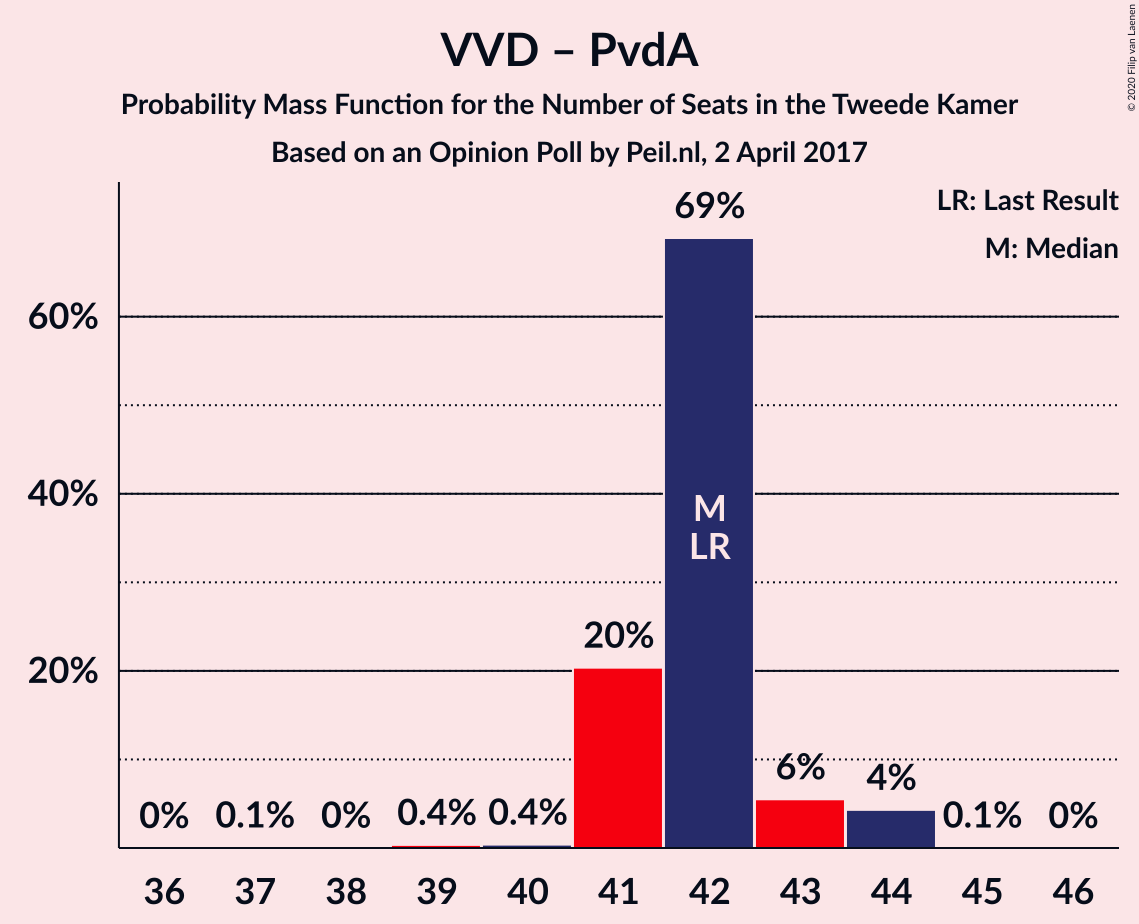 VVD – PvdA
Probability Mass Function for the Number of Seats in the Tweede Kamer
Based on an Opinion Poll by Peil.nl, 2 April 2017
© 2020 Filip van Laenen
LR: Last Result
M: Median
60%
40%
20%
0%
0.1%
0%
0.4%
0.4%
20%
69%
M
LR
6%
4%
0.1%
0%
36 37 38 39 40 41 42 43 44 45 46